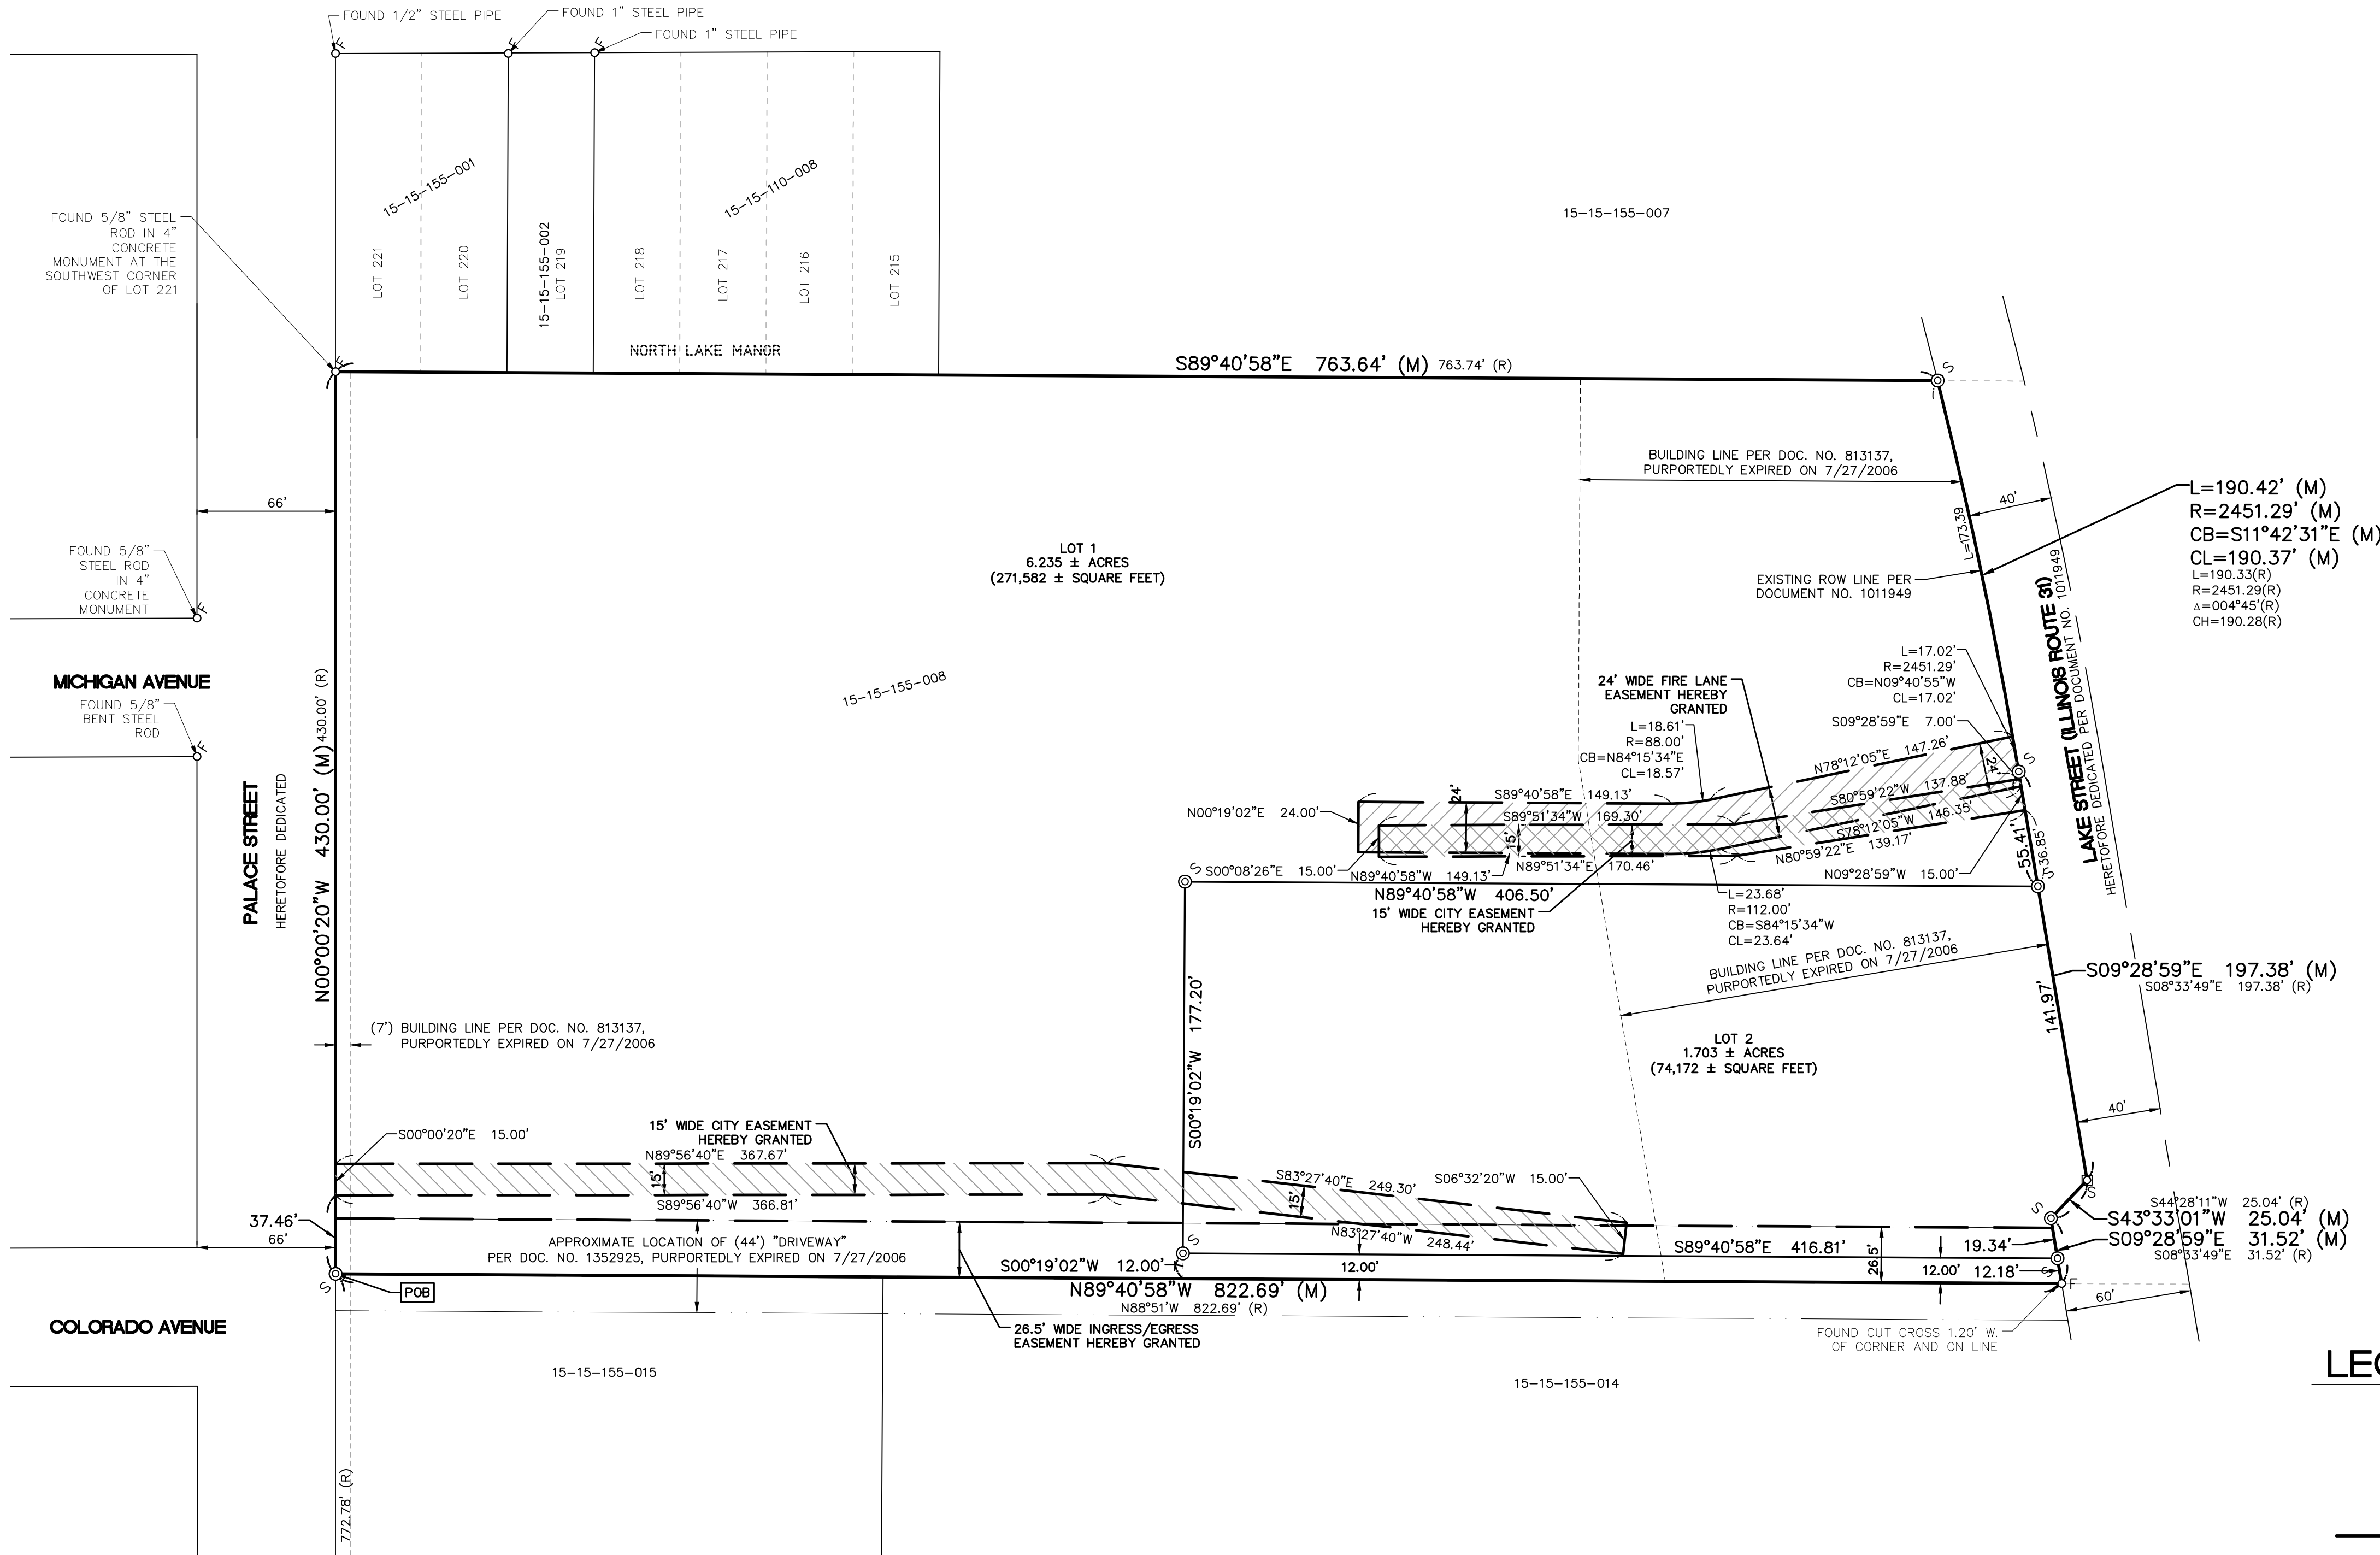 FOUND 1/2" STEEL PIPE
FOUND 1" STEEL PIPE
FOUND 1" STEEL PIPE
F
F
F
15-15-155-001
15-15-155-002
15-15-110-008
15-15-155-007
LOT 221
LOT 220
LOT 219
LOT 218
LOT 217
LOT 216
LOT 215
NORTH LAKE MANOR
FOUND 5/8" STEEL
ROD IN 4"
CONCRETE
MONUMENT AT THE
SOUTHWEST CORNER
OF LOT 221
F
S89°40'58"E 763.64' (M) 763.74' (R)
S
66'
FOUND 5/8"
STEEL ROD
IN 4"
CONCRETE
MONUMENT
F
MICHIGAN AVENUE
FOUND 5/8"
BENT STEEL
ROD
F
PALACE STREET
HERETOFORE DEDICATED
N00°00'20"W 430.00' (M) 430.00' (R)
LOT 1
6.235 ± ACRES
(271,582 ± SQUARE FEET)
15-15-155-008
BUILDING LINE PER DOC. NO. 813137,
PURPORTEDLY EXPIRED ON 7/27/2006
40'
L=173.39
EXISTING ROW LINE PER
DOCUMENT NO. 1011949
L=190.42' (M)
R=2451.29' (M)
CB=S11°42'31"E (M)
CL=190.37' (M)
L=190.33(R)
R=2451.29(R)
Δ=004°45'(R)
CH=190.28(R)
LAKE STREET (ILLINOIS ROUTE 31)
HERETOFORE DEDICATED PER DOCUMENT NO. 1011949
L=17.02'
R=2451.29'
CB=N09°40'55"W
CL=17.02'
S09°28'59"E 7.00'
S
24' WIDE FIRE LANE
EASEMENT HEREBY
GRANTED
L=18.61'
R=88.00'
CB=N84°15'34"E
CL=18.57'
N78°12'05"E 147.26'
24'
S80°59'22"W 137.88'
S78°12'05"W 146.35'
N80°59'22"E 139.17'
S89°40'58"E 149.13'
24'
S89°51'34"W 169.30'
15'
N00°19'02"E 24.00'
S00°08'26"E 15.00'
N89°40'58"W 149.13'
N89°51'34"E 170.46'
N09°28'59"W 15.00'
55.41'
36.85'
S
S
N89°40'58"W 406.50'
15' WIDE CITY EASEMENT
HEREBY GRANTED
L=23.68'
R=112.00'
CB=S84°15'34"W
CL=23.64'
BUILDING LINE PER DOC. NO. 813137,
PURPORTEDLY EXPIRED ON 7/27/2006
S09°28'59"E 197.38' (M)
S08°33'49"E 197.38' (R)
141.97'
S00°19'02"W 177.20'
(7') BUILDING LINE PER DOC. NO. 813137,
PURPORTEDLY EXPIRED ON 7/27/2006
LOT 2
1.703 ± ACRES
(74,172 ± SQUARE FEET)
40'
S00°00'20"E 15.00'
15' WIDE CITY EASEMENT
HEREBY GRANTED
N89°56'40"E 367.67'
15'
S89°56'40"W 366.81'
S83°27'40"E 249.30'
15'
N83°27'40"W 248.44'
S06°32'20"W 15.00'
S
S
S44°28'11"W 25.04' (R)
S43°33'01"W 25.04' (M)
S09°28'59"E 31.52' (M)
S08°33'49"E 31.52' (R)
37.46'
66'
APPROXIMATE LOCATION OF (44') "DRIVEWAY"
PER DOC. NO. 1352925, PURPORTEDLY EXPIRED ON 7/27/2006
S89°40'58"E 416.81'
19.34'
26.5'
S00°19'02"W 12.00'
S
12.00'
12.00'
12.18'
S
F
S
POB
N89°40'58"W 822.69' (M)
N88°51'W 822.69' (R)
60'
COLORADO AVENUE
26.5' WIDE INGRESS/EGRESS
EASEMENT HEREBY GRANTED
FOUND CUT CROSS 1.20' W.
OF CORNER AND ON LINE
15-15-155-015
15-15-155-014
772.78' (R)